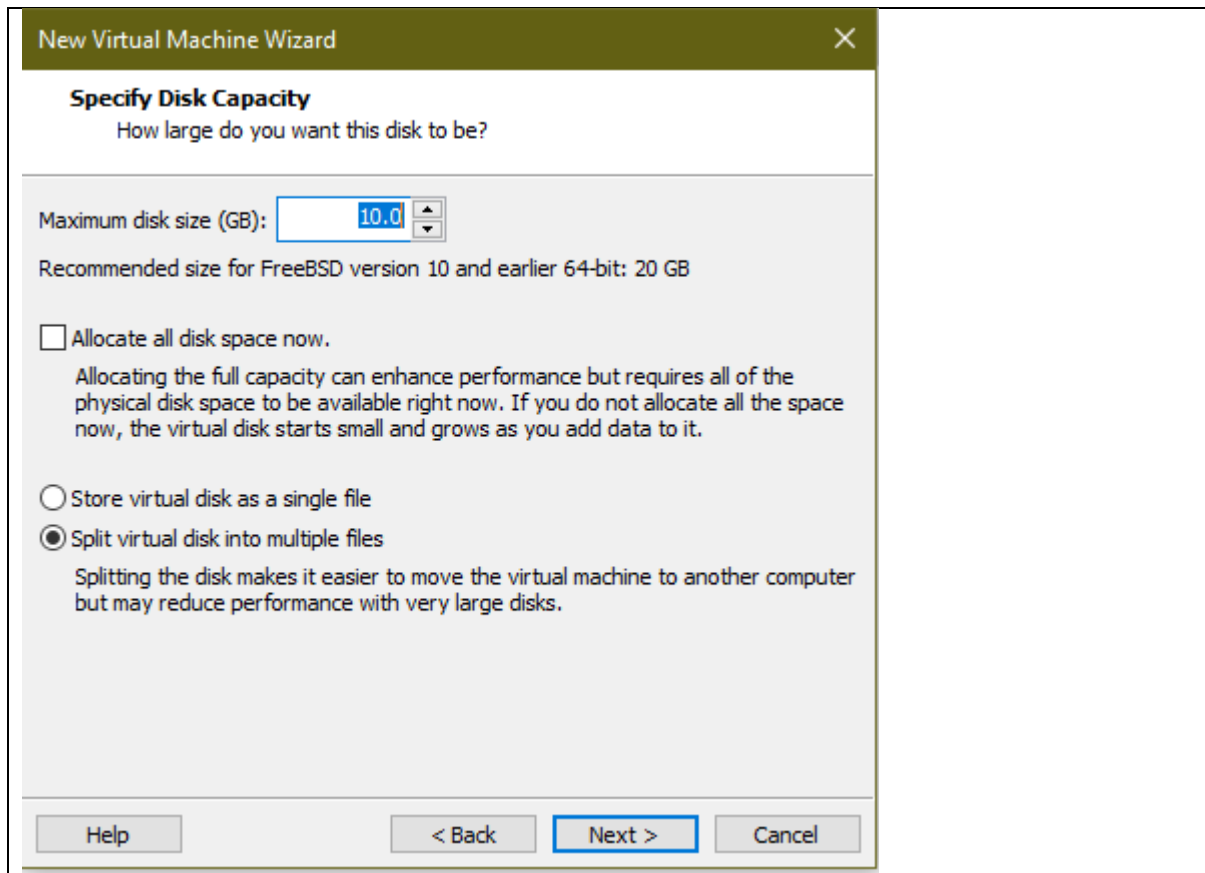 New Virtual Machine Wizard
Specify Disk Capacity
How large do you want this disk to be?
Maximum disk size (GB): 10.0
Recommended size for FreeBSD version 10 and earlier 64-bit: 20 GB
Allocate all disk space now.
Allocating the full capacity can enhance performance but requires all of the
physical disk space to be available right now. If you do not allocate all the space
now, the virtual disk starts small and grows as you add data to it.
Store virtual disk as a single file
Split virtual disk into multiple files
Splitting the disk makes it easier to move the virtual machine to another computer
but may reduce performance with very large disks.
Help < Back Next > Cancel